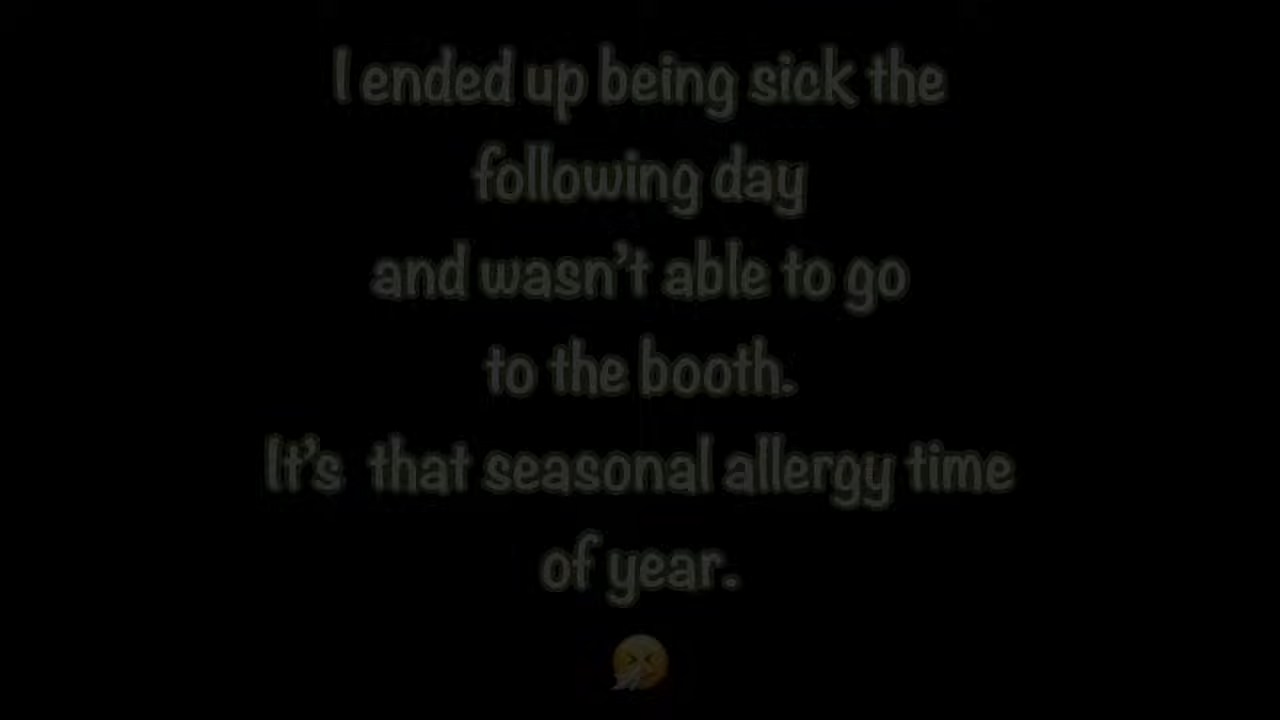 I ended up being sick the
following day
and wasn't able to go
to the booth.
It's  that seasonal allergy time
of year.
🤧